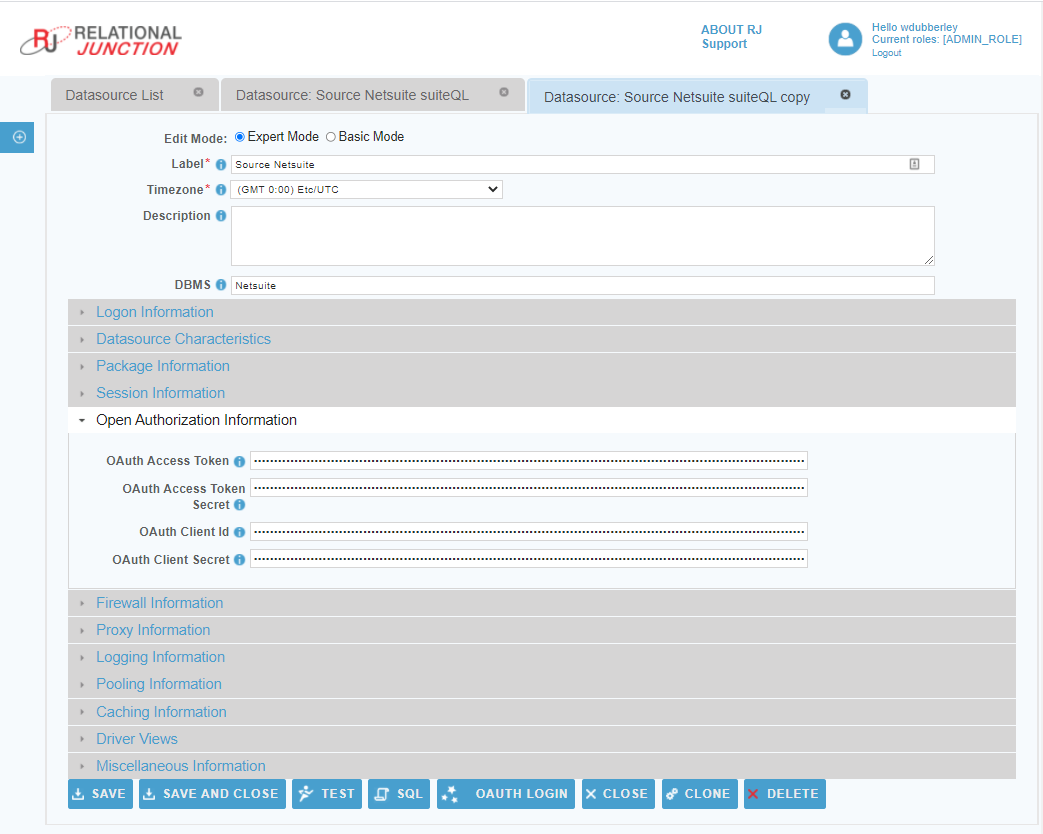 RJ RELATIONAL JUNCTION
ABOUT RJ
Support
Hello wdubberley
Current roles: [ADMIN_ROLE]
Logout
Datasource List
Datasource: Source Netsuite suiteQL
Datasource: Source Netsuite suiteQL copy
Edit Mode: Expert Mode Basic Mode
Label* Source Netsuite
Timezone* (GMT 0:00) Etc/UTC
Description
DBMS Netsuite
Logon Information
Datasource Characteristics
Package Information
Session Information
Open Authorization Information
OAuth Access Token
OAuth Access Token
Secret
OAuth Client Id
OAuth Client Secret
Firewall Information
Proxy Information
Logging Information
Pooling Information
Caching Information
Driver Views
Miscellaneous Information
SAVE SAVE AND CLOSE TEST SQL OAUTH LOGIN CLOSE CLONE DELETE